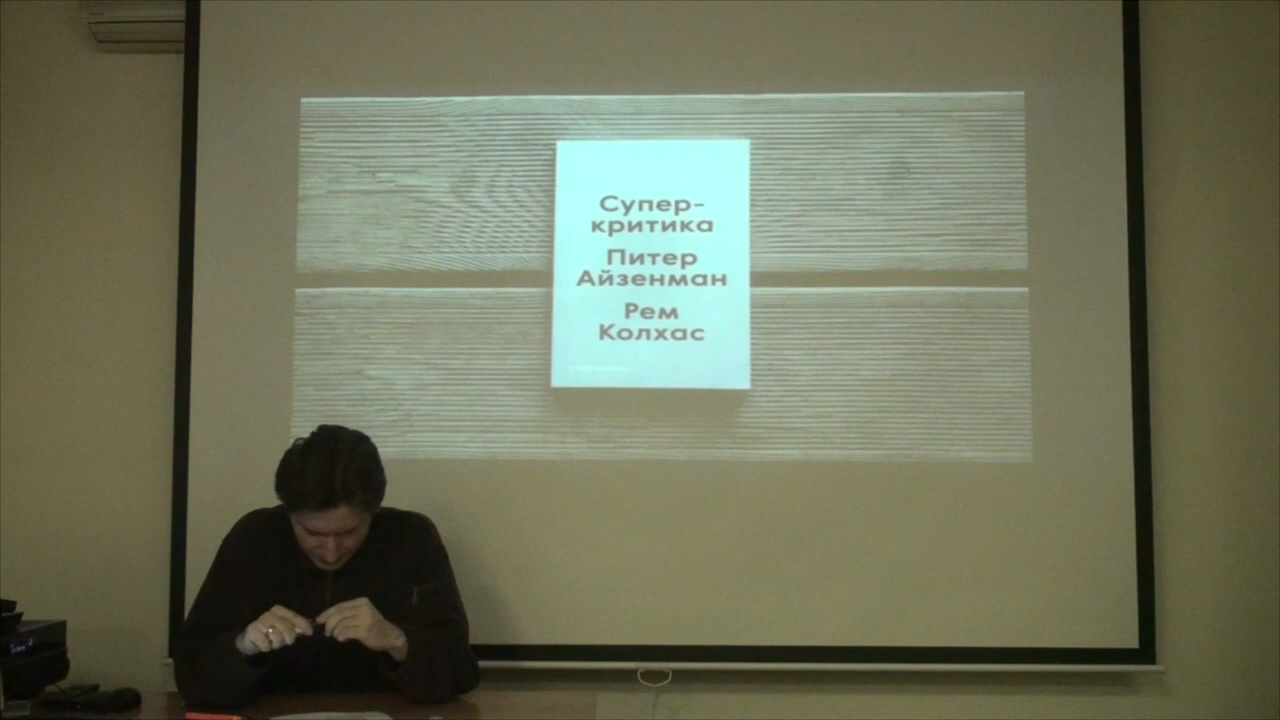 Супер-
критика
Питер
Айзенман
Рем
Колхас